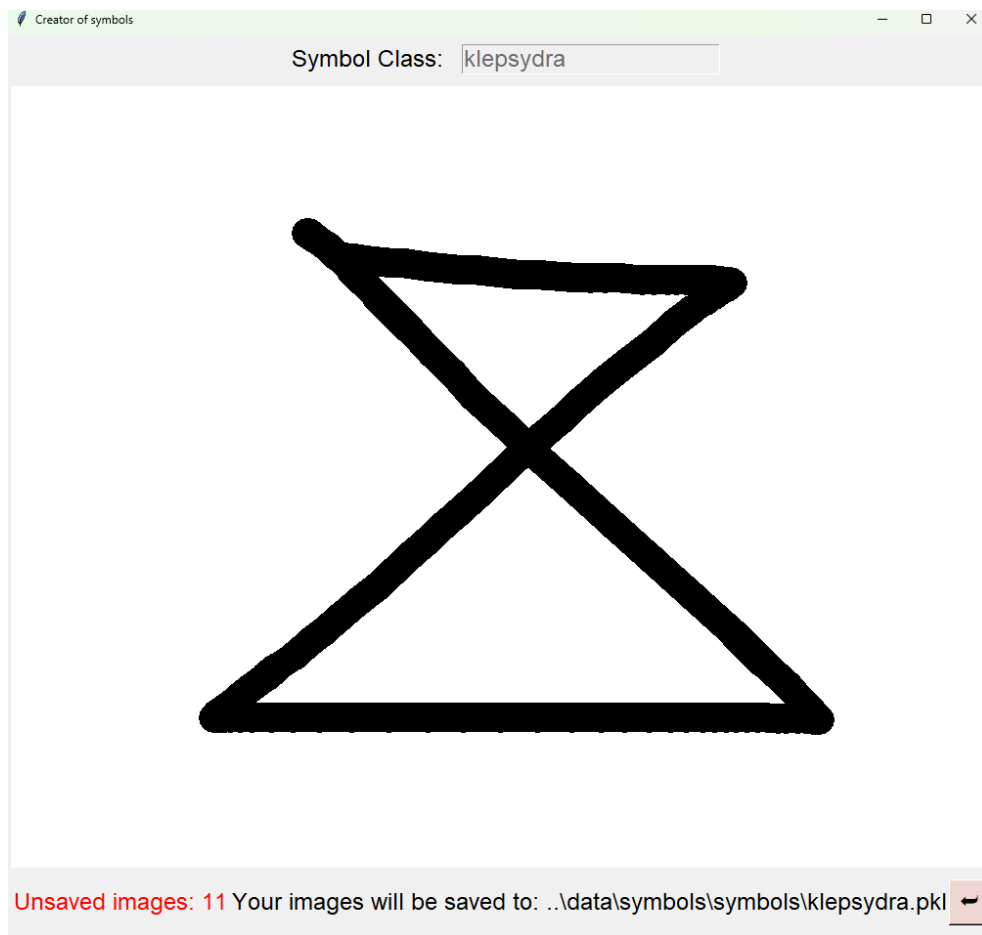 Creator of symbols
Symbol Class: klepsydra
Unsaved images: 11 Your images will be saved to: ..\data\symbols\symbols\klepsydra.pkl